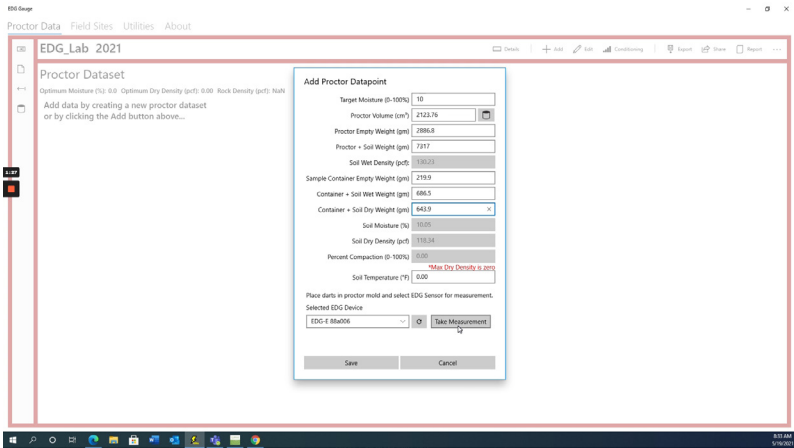 EDG Gauge
Proctor Data Field Sites Utilities About
EDG_Lab 2021
Details Add Edit Conditioning Export Share Report
Proctor Dataset
Optimum Moisture (%): 0.0 Optimum Dry Density (pcf): 0.00 Rock Density (pcf): NaN
Add data by creating a new proctor dataset
or by clicking the Add button above...
1:27
Add Proctor Datapoint
Target Moisture (0-100%) 10
Proctor Volume (cm³) 2123.76
Proctor Empty Weight (gm) 2886.8
Proctor + Soil Weight (gm) 7317
Soil Wet Density (pcf): 130.23
Sample Container Empty Weight (gm) 219.9
Container + Soil Wet Weight (gm) 686.5
Container + Soil Dry Weight (gm) 643.9
Soil Moisture (%) 10.05
Soil Dry Density (pcf) 118.34
Percent Compaction (0-100%) 0.00
*Max Dry Density is zero
Soil Temperature (°F) 0.00
Place darts in proctor mold and select EDG Sensor for measurement.
Selected EDG Device
EDG-E 88a006 Take Measurement
Save Cancel
8:33 AM
5/19/2021